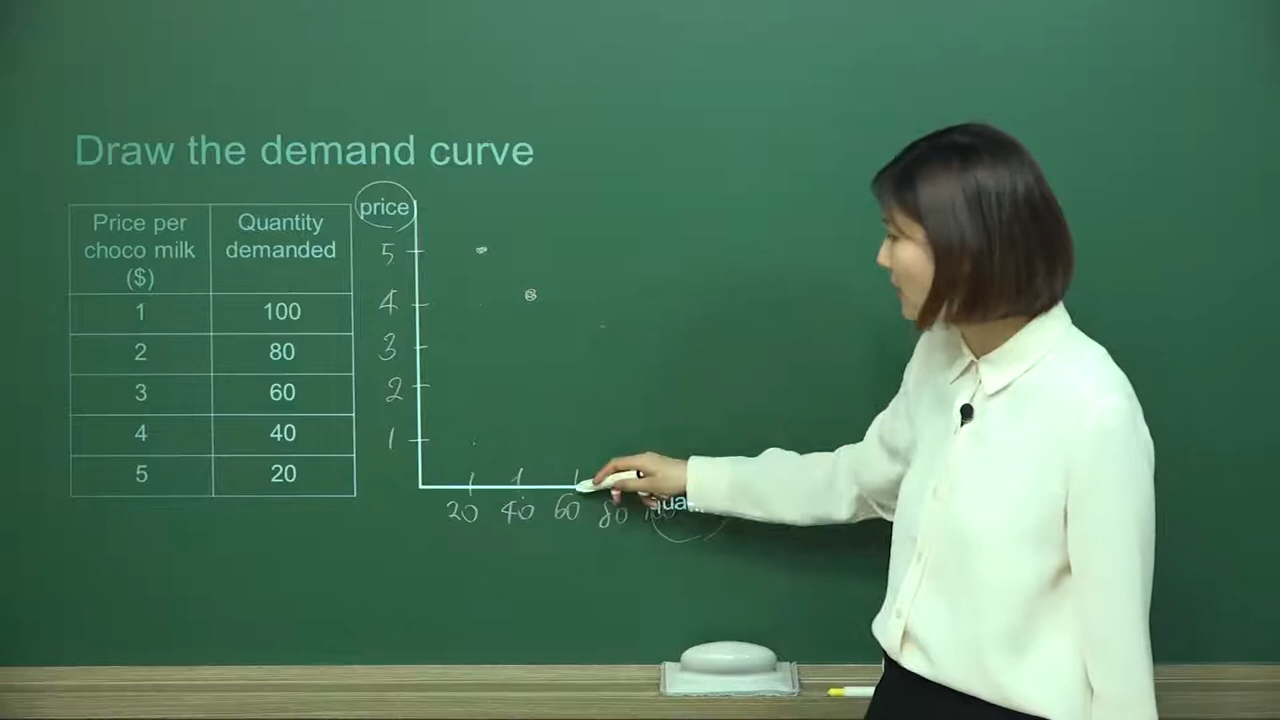 Draw the demand curve
Price per
choco milk
($)
Quantity
demanded
1 100
2 80
3 60
4 40
5 20
price
5
4
3
2
1
20 40 60 80